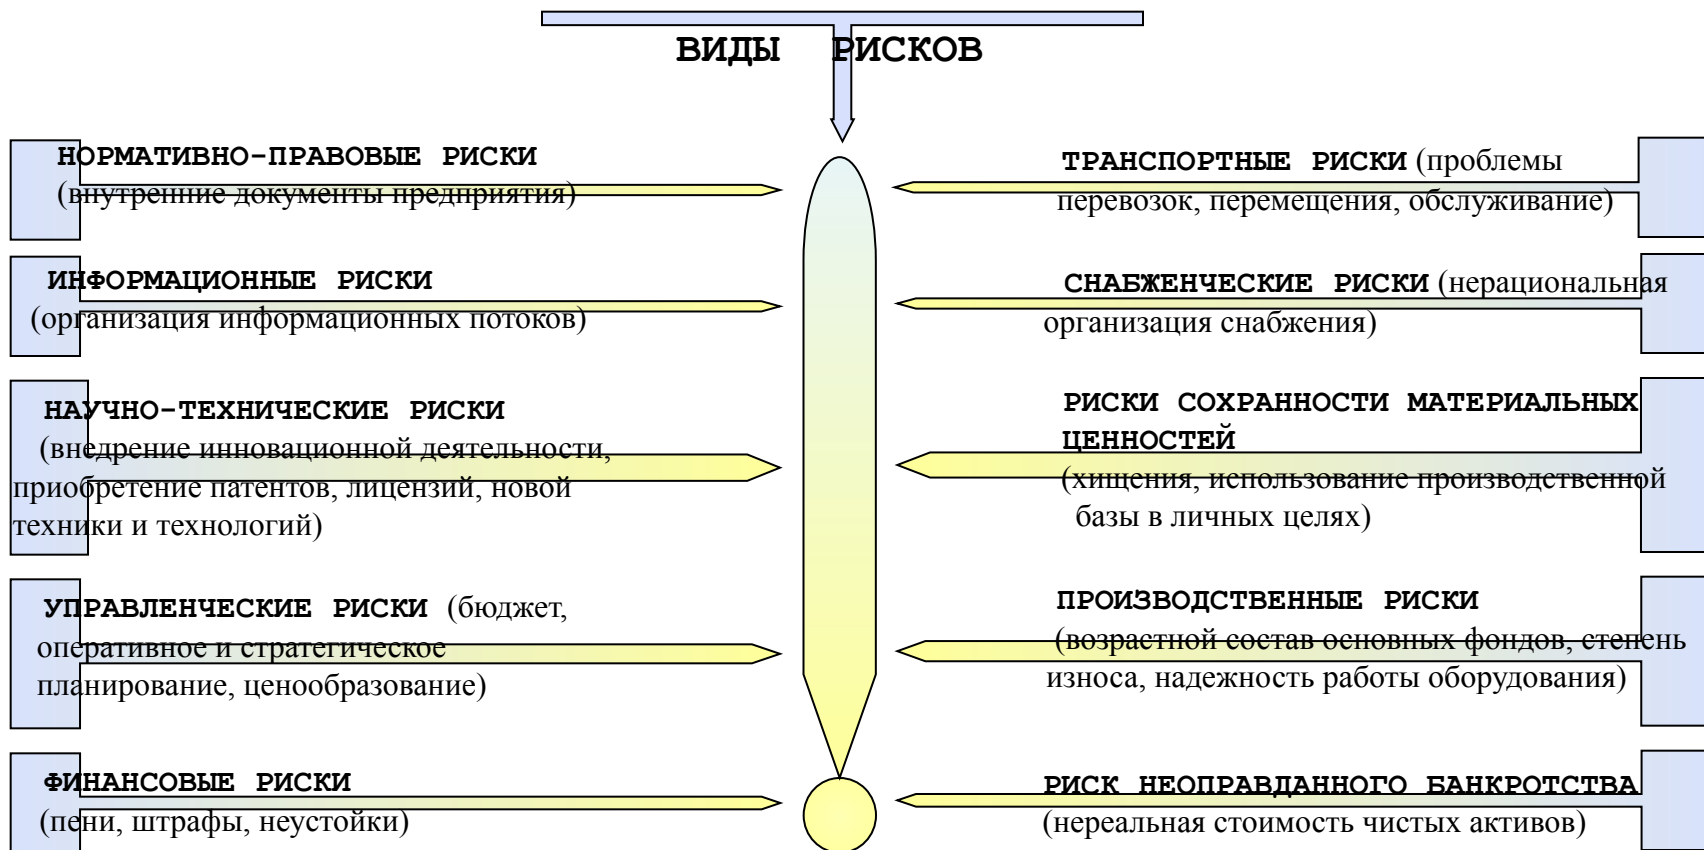 ВИДЫ РИСКОВ
НОРМАТИВНО-ПРАВОВЫЕ РИСКИ
(внутренние документы предприятия)
ИНФОРМАЦИОННЫЕ РИСКИ
(организация информационных потоков)
НАУЧНО-ТЕХНИЧЕСКИЕ РИСКИ
(внедрение инновационной деятельности,
приобретение патентов, лицензий, новой
техники и технологий)
УПРАВЛЕНЧЕСКИЕ РИСКИ (бюджет,
оперативное и стратегическое
планирование, ценообразование)
ФИНАНСОВЫЕ РИСКИ
(пени, штрафы, неустойки)
ТРАНСПОРТНЫЕ РИСКИ (проблемы
перевозок, перемещения, обслуживание)
СНАБЖЕНЧЕСКИЕ РИСКИ (нерациональная
организация снабжения)
РИСКИ СОХРАННОСТИ МАТЕРИАЛЬНЫХ
ЦЕННОСТЕЙ
(хищения, использование производственной
базы в личных целях)
ПРОИЗВОДСТВЕННЫЕ РИСКИ
(возрастной состав основных фондов, степень
износа, надежность работы оборудования)
РИСК НЕОПРАВДАННОГО БАНКРОТСТВА
(нереальная стоимость чистых активов)